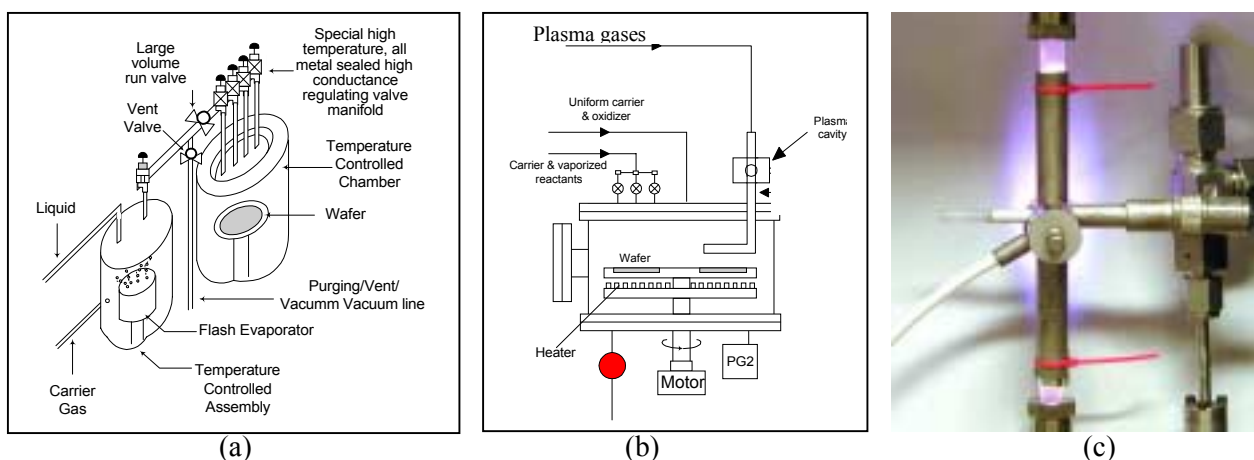 Special high
temperature, all
metal sealed high
conductance
regulating valve
manifold
Large
volume
run valve
Vent
Valve
Temperature
Controlled
Chamber
Liquid
Wafer
Purging/Vent/
Vacumm Vacuum line
Flash Evaporator
Temperature
Controlled
Assembly
Carrier
Gas
(a)
Plasma gases
Uniform carrier
& oxidizer
Plasma
cavity
Carrier & vaporized
reactants
Wafer
Heater
PG2
Motor
(b)
(c)